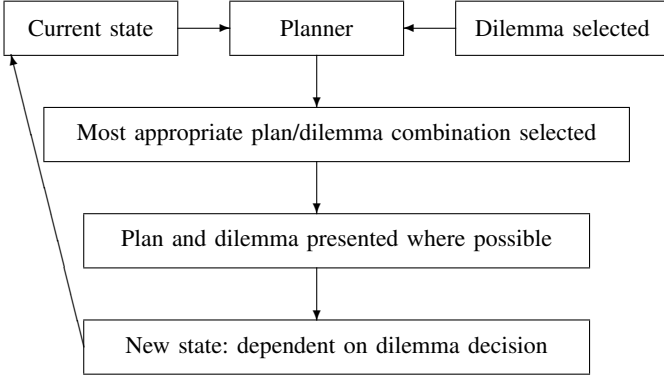 Current state
Planner
Dilemma selected
Most appropriate plan/dilemma combination selected
Plan and dilemma presented where possible
New state: dependent on dilemma decision